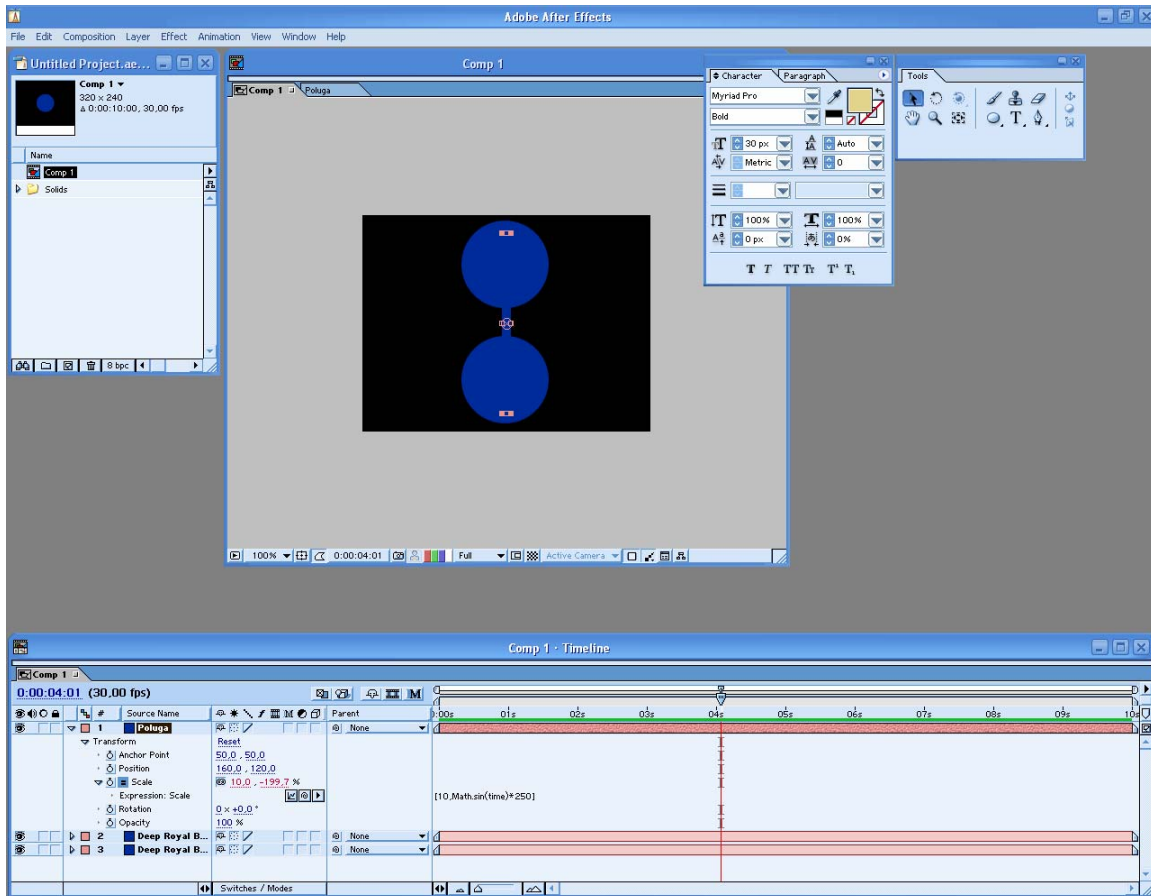 Adobe After Effects
File Edit Composition Layer Effect Animation View Window Help
Untitled Project.ae...
Comp 1
320 x 240
Δ 0:00:10:00, 30,00 fps
Name
Comp 1
Solids
8 bpc
Comp 1
Comp 1 Poluga
100% 0:00:04:01 Full Active Camera
Character Paragraph
Myriad Pro
Bold
30 px Auto
Metric 0
100% 100%
0 px 0%
T T TT Tr T¹ T₁
Tools
Comp 1 · Timeline
Comp 1
0:00:04:01 (30,00 fps)
# Source Name Parent
):00s 01s 02s 03s 04s 05s 06s 07s 08s 09s 10s
1 Poluga None
Transform Reset
Anchor Point 50,0 , 50,0
Position 160,0 , 120,0
Scale 10,0 , -199,7 %
Expression: Scale [10,Math.sin(time)*250]
Rotation 0 x +0,0 °
Opacity 100 %
2 Deep Royal B... None
3 Deep Royal B... None
Switches / Modes